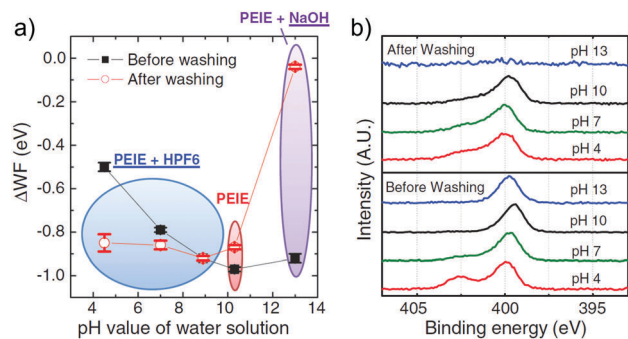 a)
PEIE + NaOH
Before washing
After washing
PEIE + HPF6
PEIE
ΔWF (eV)
0.0
-0.2
-0.4
-0.6
-0.8
-1.0
4
6
8
10
12
14
pH value of water solution
b)
After Washing
pH 13
pH 10
pH 7
pH 4
Before Washing
pH 13
pH 10
pH 7
pH 4
Intensity (A.U.)
405
400
395
Binding energy (eV)